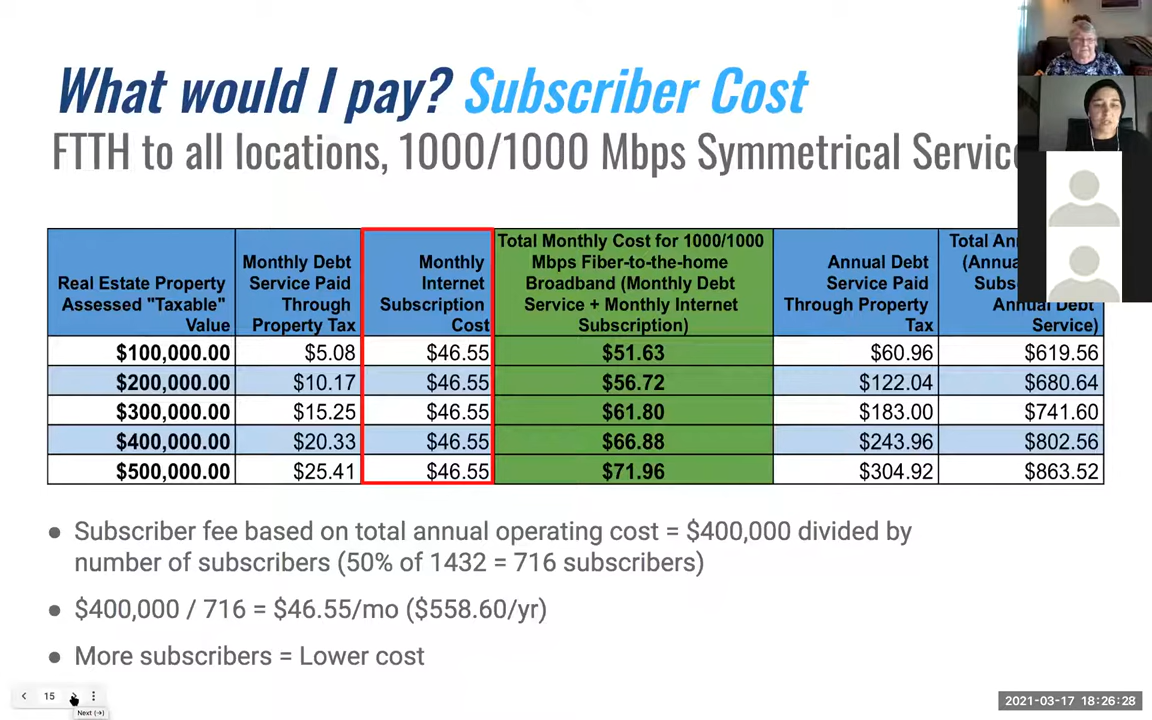 What would I pay? Subscriber Cost
FTTH to all locations, 1000/1000 Mbps Symmetrical Service
Real Estate Property Assessed "Taxable" Value
Monthly Debt Service Paid Through Property Tax
Monthly Internet Subscription Cost
Total Monthly Cost for 1000/1000 Mbps Fiber-to-the-home Broadband (Monthly Debt Service + Monthly Internet Subscription)
Annual Debt Service Paid Through Property Tax
Total (Annual Annual Debt Service)
$100,000.00 $5.08 $46.55 $51.63 $60.96 $619.56
$200,000.00 $10.17 $46.55 $56.72 $122.04 $680.64
$300,000.00 $15.25 $46.55 $61.80 $183.00 $741.60
$400,000.00 $20.33 $46.55 $66.88 $243.96 $802.56
$500,000.00 $25.41 $46.55 $71.96 $304.92 $863.52
● Subscriber fee based on total annual operating cost = $400,000 divided by
number of subscribers (50% of 1432 = 716 subscribers)
● $400,000 / 716 = $46.55/mo ($558.60/yr)
● More subscribers = Lower cost
15
Next (→)
2021-03-17 18:26:28